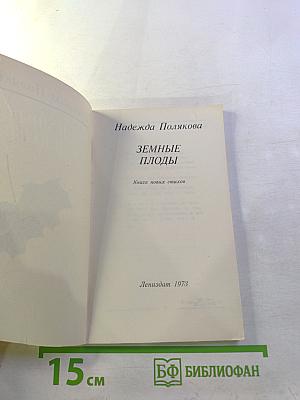 Надежда Полякова
ЗЕМНЫЕ
ПЛОДЫ
Книга новых стихов
Лениздат 1973
15 см
БФ БИБЛИОФАН